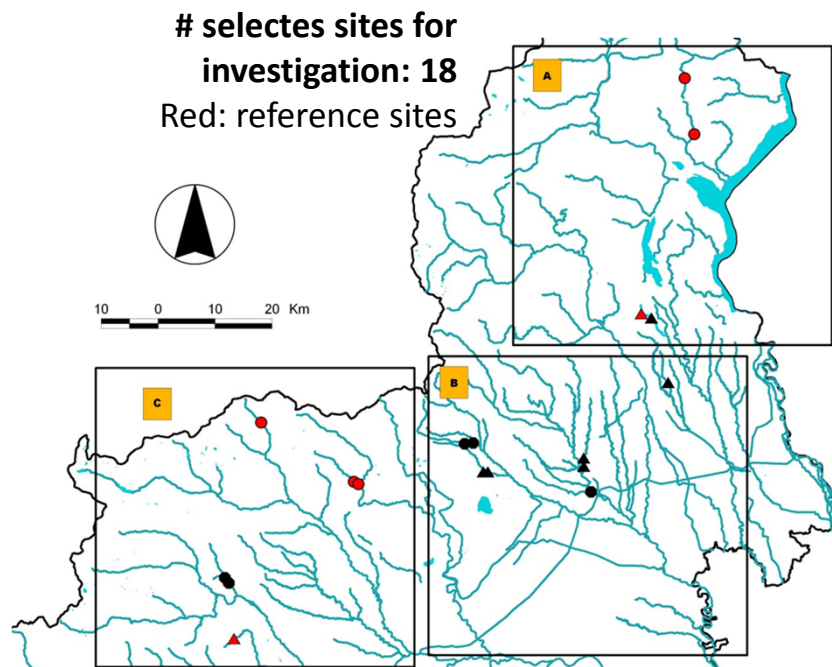 # selectes sites for
investigation: 18
Red: reference sites
A
10 0 10 20 Km
B
C